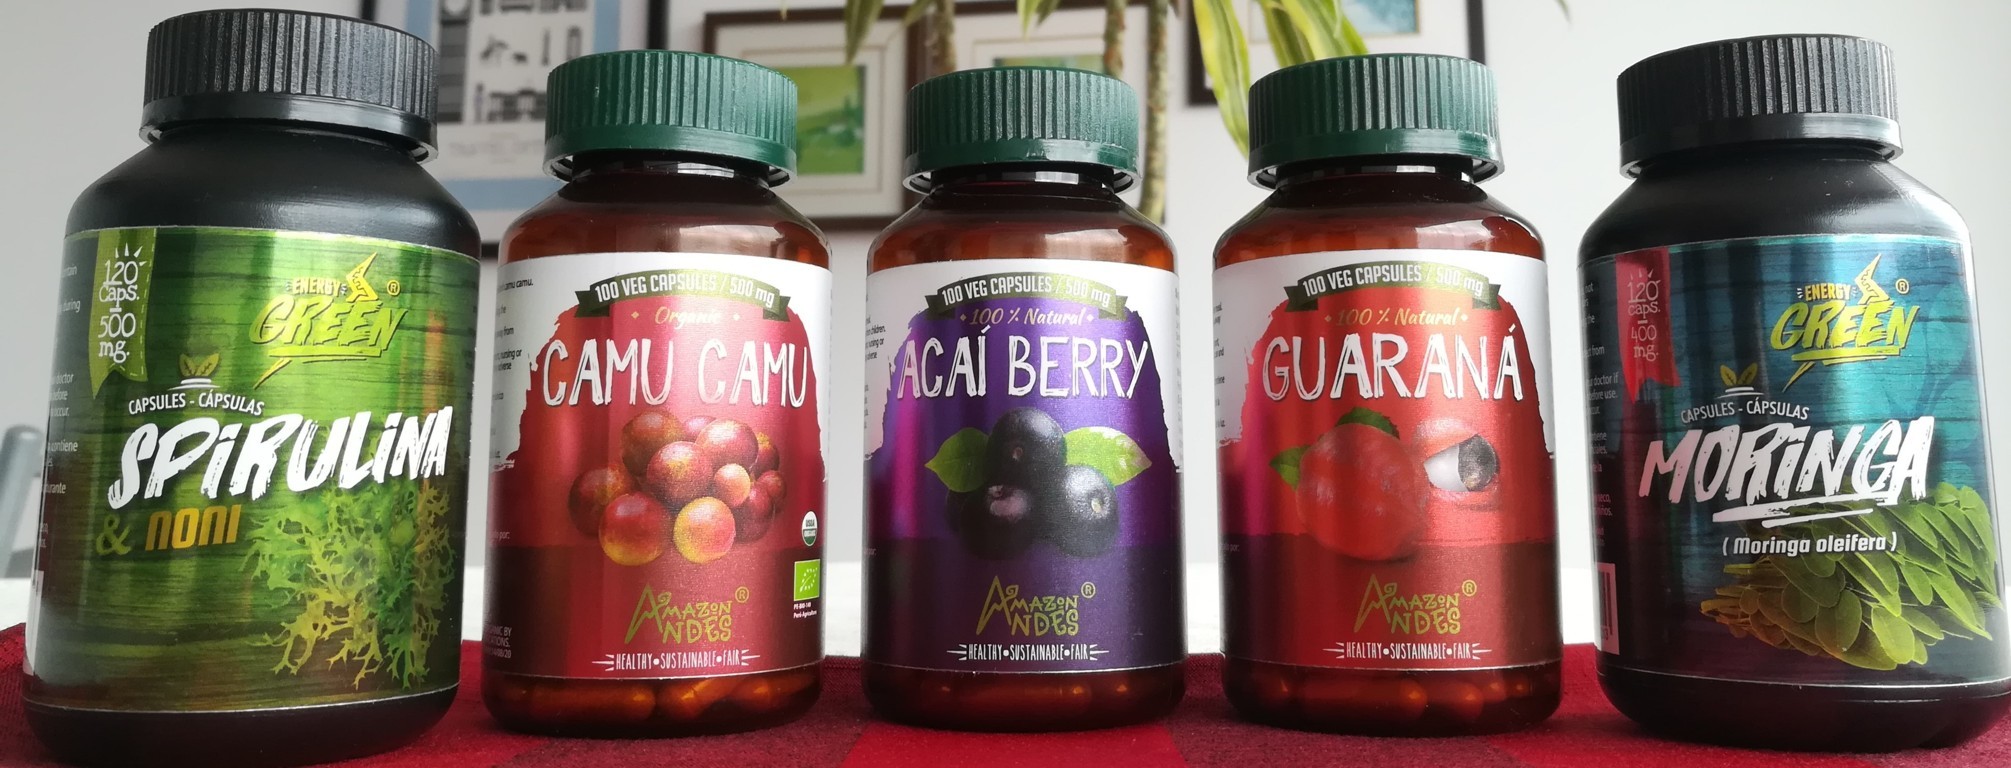 120
Caps.
500
mg.
ENERGY
GREEN®
CAPSULES - CÁPSULAS
SPIRULINA
& NONI
100 VEG CAPSULES / 500 mg
Organic
CAMU CAMU
USDA
ORGANIC
AMAZON
ANDES®
HEALTHY•SUSTAINABLE•FAIR
100 VEG CAPSULES / 500 mg
100 % Natural
AÇAÍ BERRY
AMAZON
ANDES®
HEALTHY•SUSTAINABLE•FAIR
100 VEG CAPSULES / 500 mg
100 % Natural
GUARANÁ
AMAZON
ANDES®
HEALTHY•SUSTAINABLE•FAIR
120
caps.
400
mg.
ENERGY
GREEN®
CAPSULES - CÁPSULAS
MORINGA
( Moringa oleifera )